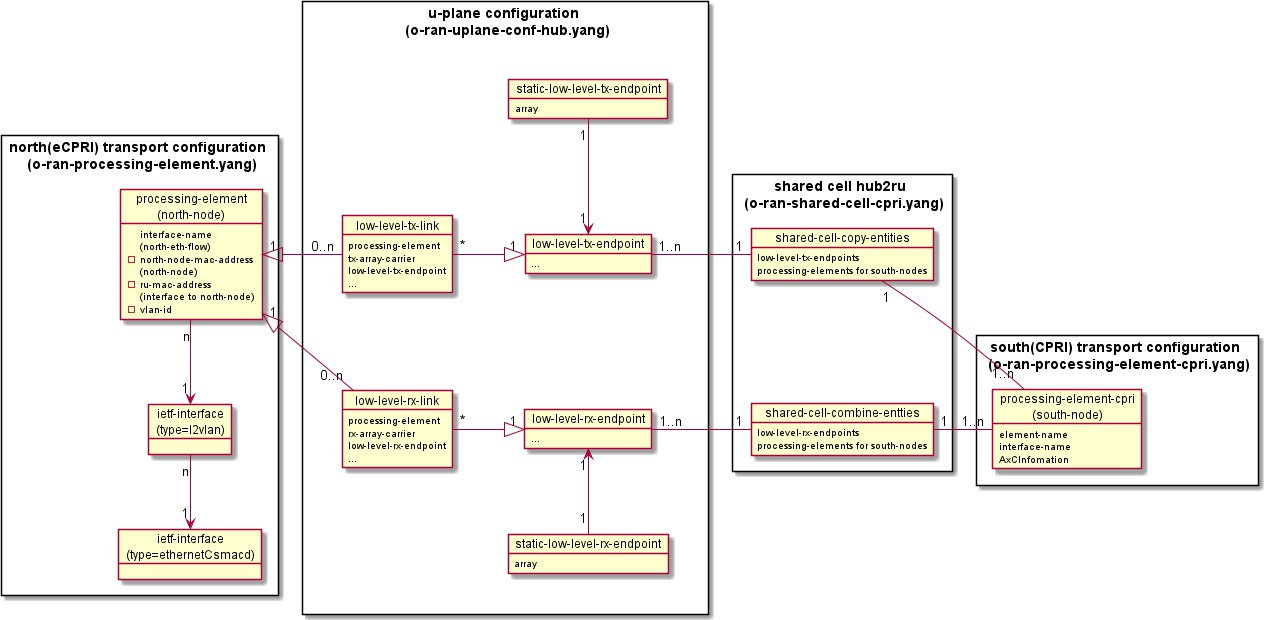 u-plane configuration
(o-ran-uplane-conf-hub.yang)
static-low-level-tx-endpoint
array
1
1
north(eCPRI) transport configuration
(o-ran-processing-element.yang)
processing-element
(north-node)
interface-name
(north-eth-flow)
north-node-mac-address
(north-node)
ru-mac-address
(interface to north-node)
vlan-id
1
0..n
low-level-tx-link
processing-element
tx-array-carrier
low-level-tx-endpoint
...
*
1
low-level-tx-endpoint
...
1..n
1
shared cell hub2ru
(o-ran-shared-cell-cpri.yang)
shared-cell-copy-entities
low-level-tx-endpoints
processing-elements for south-nodes
1
1..n
1
0..n
n
1
ietf-interface
(type=l2vlan)
n
1
ietf-interface
(type=ethernetCsmacd)
low-level-rx-link
processing-element
rx-array-carrier
low-level-rx-endpoint
...
*
1
low-level-rx-endpoint
...
1..n
1
1
1
static-low-level-rx-endpoint
array
shared-cell-combine-entties
low-level-rx-endpoints
processing-elements for south-nodes
1
1..n
south(CPRI) transport configuration
(o-ran-processing-element-cpri.yang)
processing-element-cpri
(south-node)
element-name
interface-name
AxCInfomation